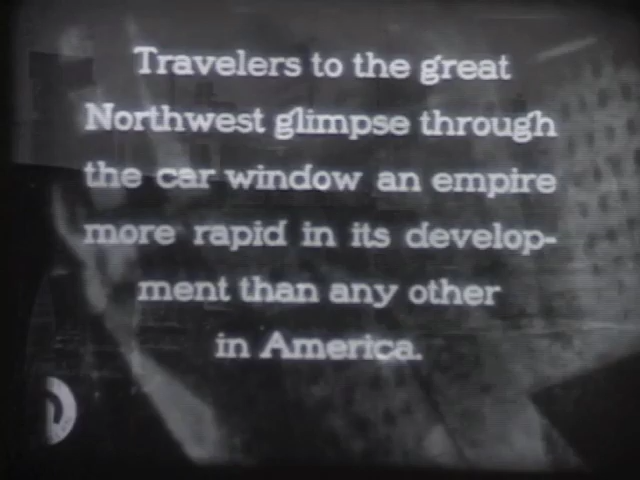 Travelers to the great
Northwest glimpse through
the car window an empire
more rapid in its develop-
ment than any other
in America.